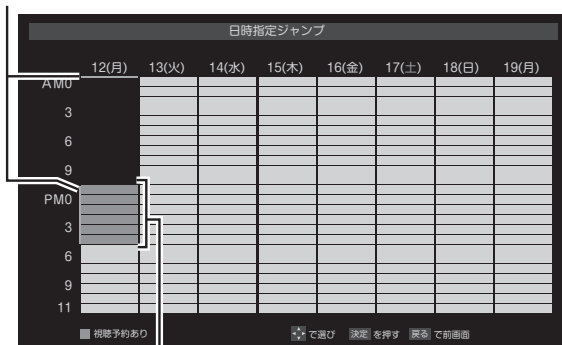 日時指定ジャンプ
12(月) 13(火) 14(水) 15(木) 16(金) 17(土) 18(日) 19(月)
AM0
3
6
9
PM0
3
6
9
11
視聴予約あり で選び 決定 を押す 戻る で前画面